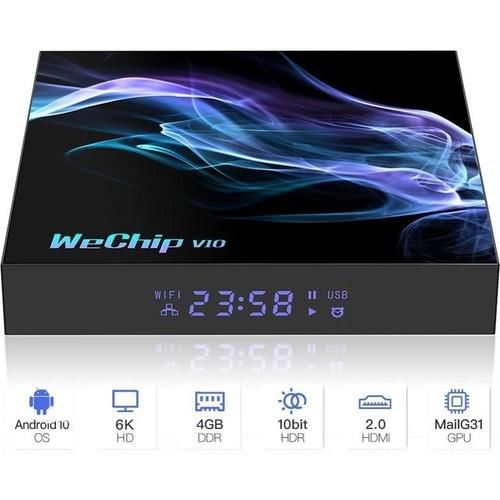 WeChip V10
WIFI 23:58 USB
Android 10 6K 4GB 10bit 2.0 MailG31
OS HD DDR HDR HDMI GPU